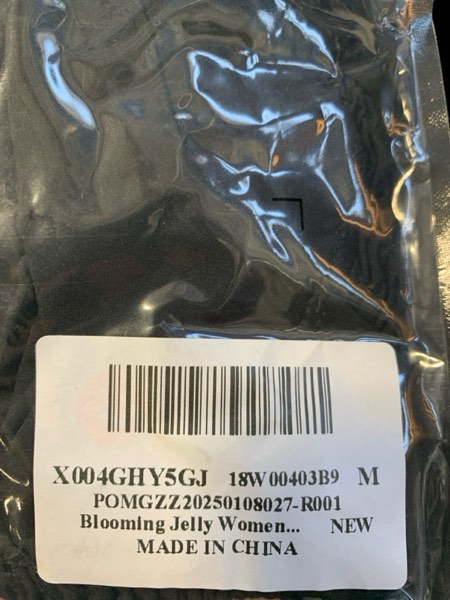 X004GHY5GJ 18W00403B9 M
POMGZZ20250108027-R001
Blooming Jelly Women... NEW
MADE IN CHINA